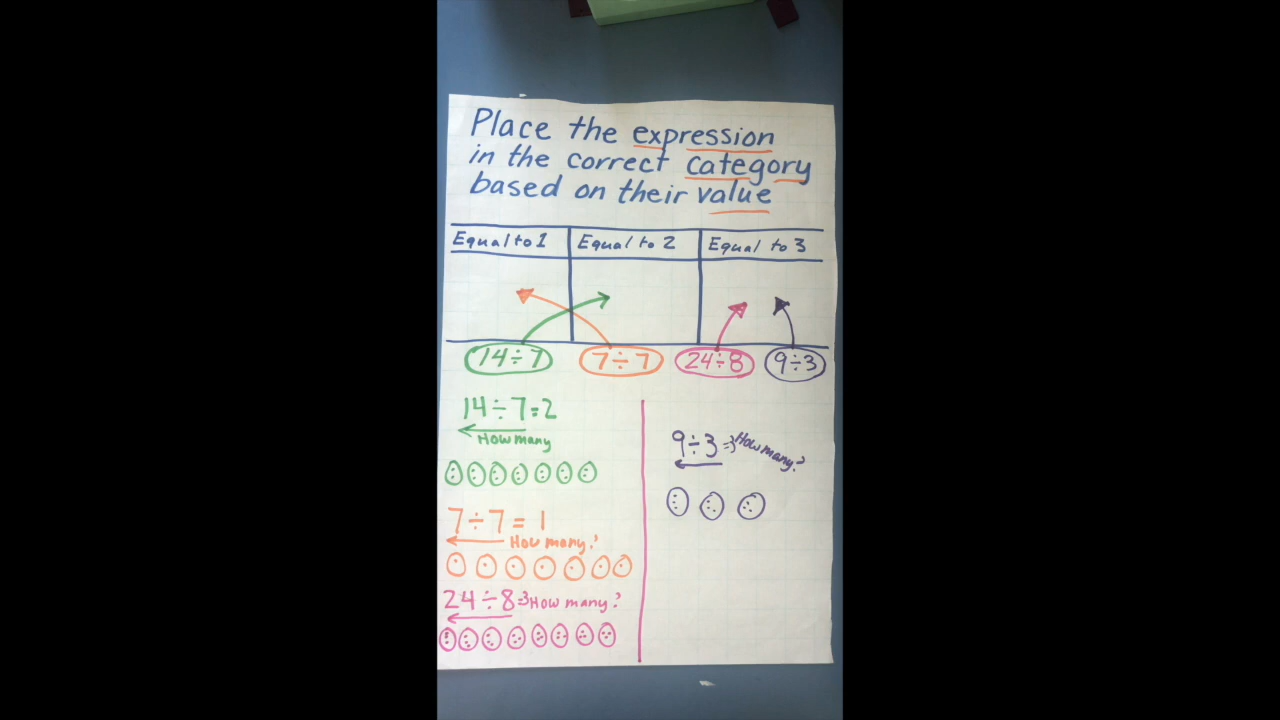 Place the expression
in the correct category
based on their value
Equal to 1 Equal to 2 Equal to 3
14÷7 7÷7 24÷8 9÷3
14÷7=2
How many
7÷7=1
How many?
24÷8=3 How many?
9÷3=3 How many?